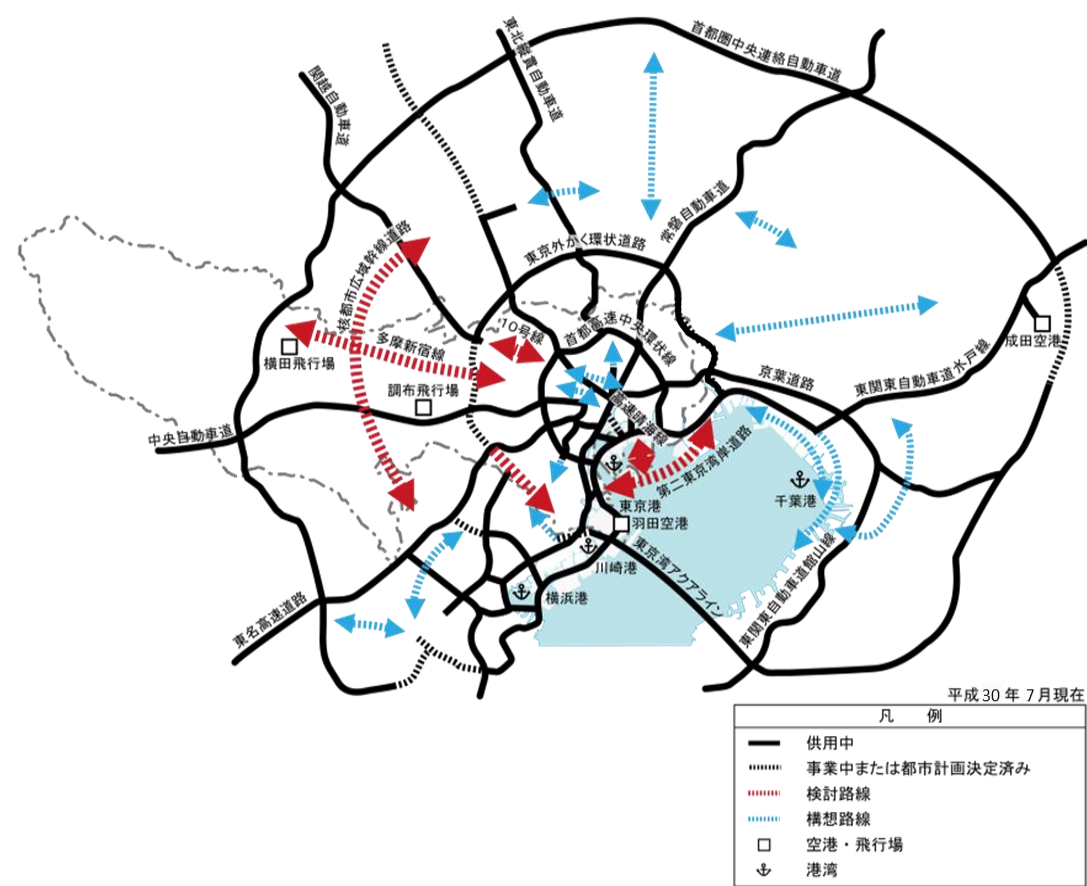 首都圏中央連絡自動車道
東北縦貫自動車道
関越自動車道
常磐自動車道
東京外かく環状道路
核都市広域幹線道路
10号線
首都高速中央環状線
多摩新宿線
横田飛行場
調布飛行場
成田空港
京葉道路
東関東自動車道水戸線
高速晴海線
中央自動車道
第二東京湾岸道路
千葉港
東京港
羽田空港
東京湾アクアライン
川崎港
横浜港
東関東自動車道館山線
東名高速道路
平成30年7月現在
凡 例
供用中
事業中または都市計画決定済み
検討路線
構想路線
空港・飛行場
港湾